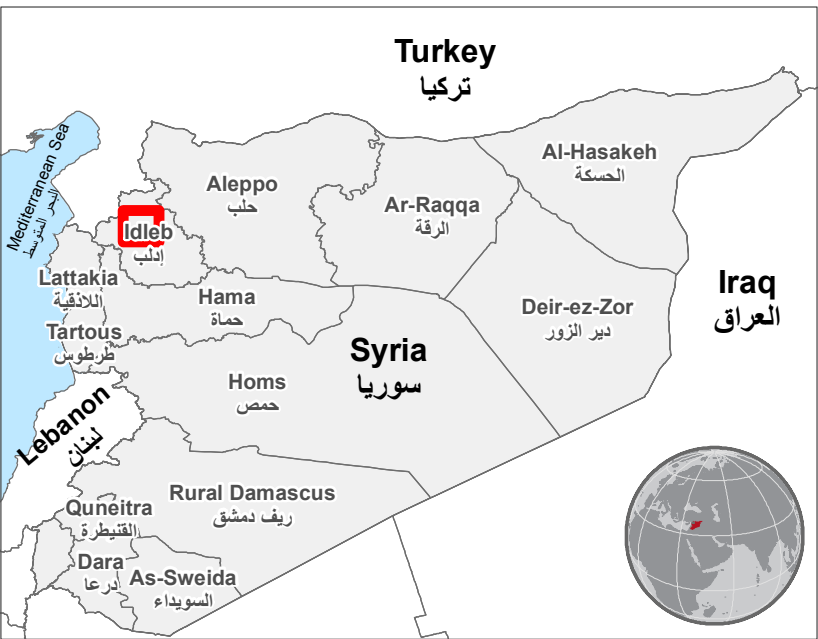 Turkey
تركيا
Mediterranean Sea
البحر المتوسط
Aleppo
حلب
Al-Hasakeh
الحسكة
Ar-Raqqa
الرقة
Idleb
إدلب
Lattakia
اللاذقية
Hama
حماة
Iraq
العراق
Deir-ez-Zor
دير الزور
Tartous
طرطوس
Syria
سوريا
Homs
حمص
Lebanon
لبنان
Rural Damascus
ريف دمشق
Quneitra
القنيطرة
Dara
درعا
As-Sweida
السويداء